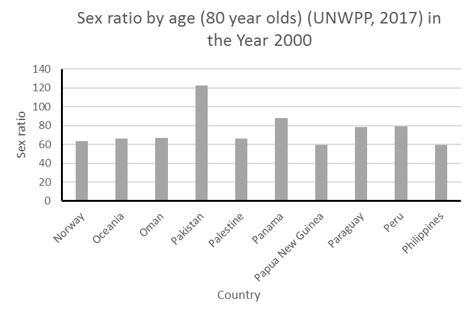 Sex ratio by age (80 year olds) (UNWPP, 2017) in
the Year 2000
140
120
100
80
60
40
20
0
Sex ratio
Norway
Oceania
Oman
Pakistan
Palestine
Panama
Papua New Guinea
Paraguay
Peru
Philippines
Country